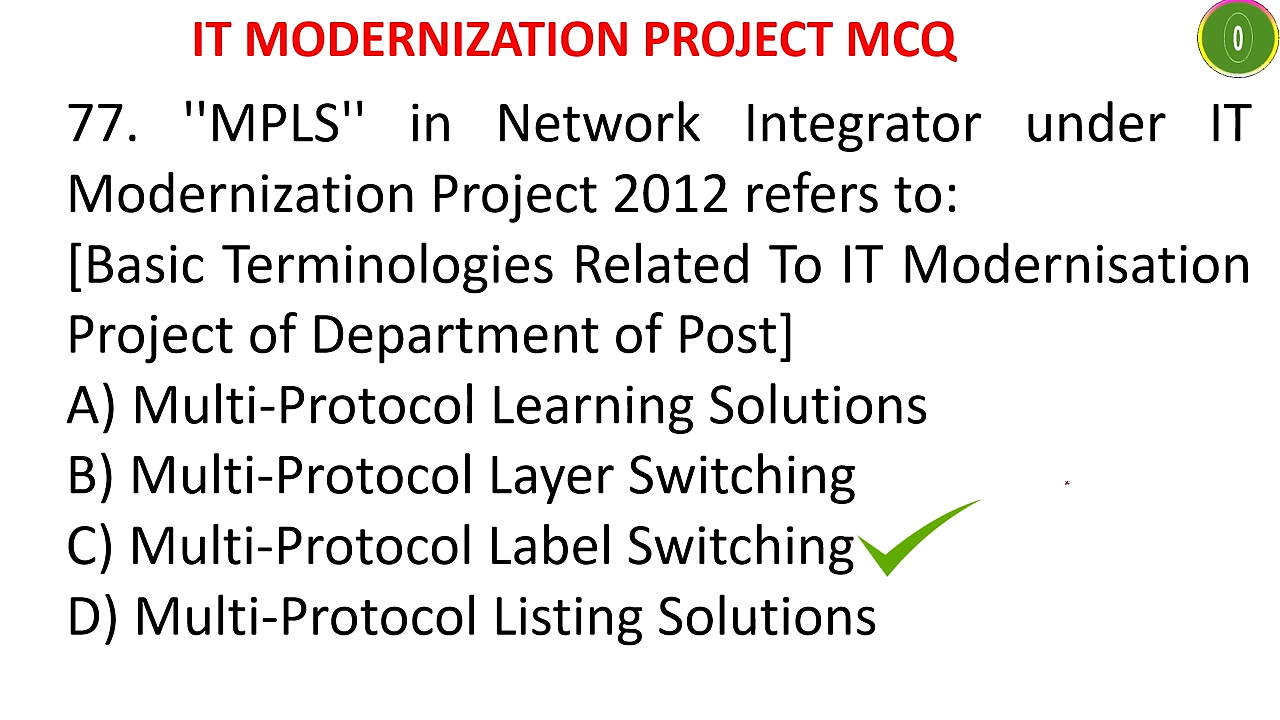 IT MODERNIZATION PROJECT MCQ
0
77. "MPLS" in Network Integrator under IT
Modernization Project 2012 refers to:
[Basic Terminologies Related To IT Modernisation
Project of Department of Post]
A) Multi-Protocol Learning Solutions
B) Multi-Protocol Layer Switching
C) Multi-Protocol Label Switching
D) Multi-Protocol Listing Solutions